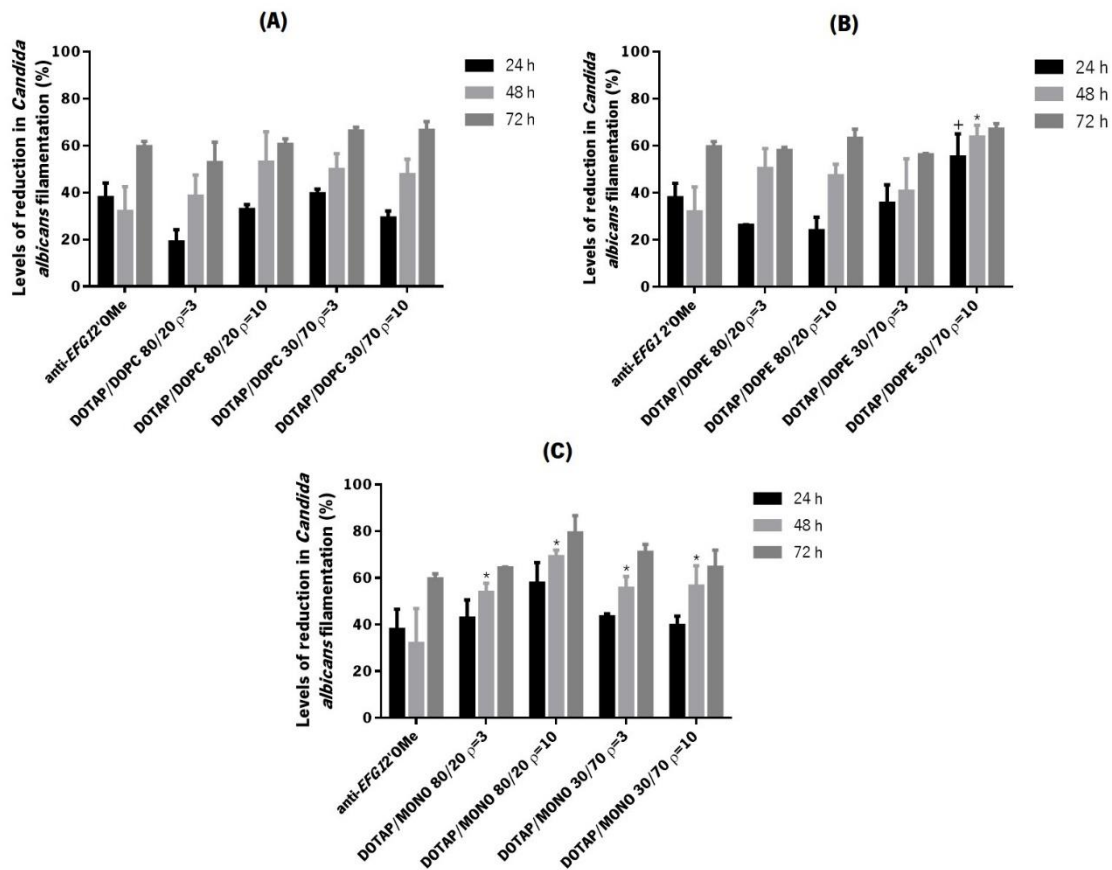 (A)
Levels of reduction in Candida
albicans filamentation (%)
100
80
60
40
20
0
24 h
48 h
72 h
anti-EFG12'OMe
DOTAP/DOPC 80/20 ρ=3
DOTAP/DOPC 80/20 ρ=10
DOTAP/DOPC 30/70 ρ=3
DOTAP/DOPC 30/70 ρ=10
(B)
Levels of reduction in Candida
albicans filamentation (%)
100
80
60
40
20
0
+
*
24 h
48 h
72 h
anti-EFG1 2'OMe
DOTAP/DOPE 80/20 ρ=3
DOTAP/DOPE 80/20 ρ=10
DOTAP/DOPE 30/70 ρ=3
DOTAP/DOPE 30/70 ρ=10
(C)
Levels of reduction in Candida
albicans filamentation (%)
100
80
60
40
20
0
*
*
*
*
24 h
48 h
72 h
anti-EFG12'OMe
DOTAP/MONO 80/20 ρ=3
DOTAP/MONO 80/20 ρ=10
DOTAP/MONO 30/70 ρ=3
DOTAP/MONO 30/70 ρ=10